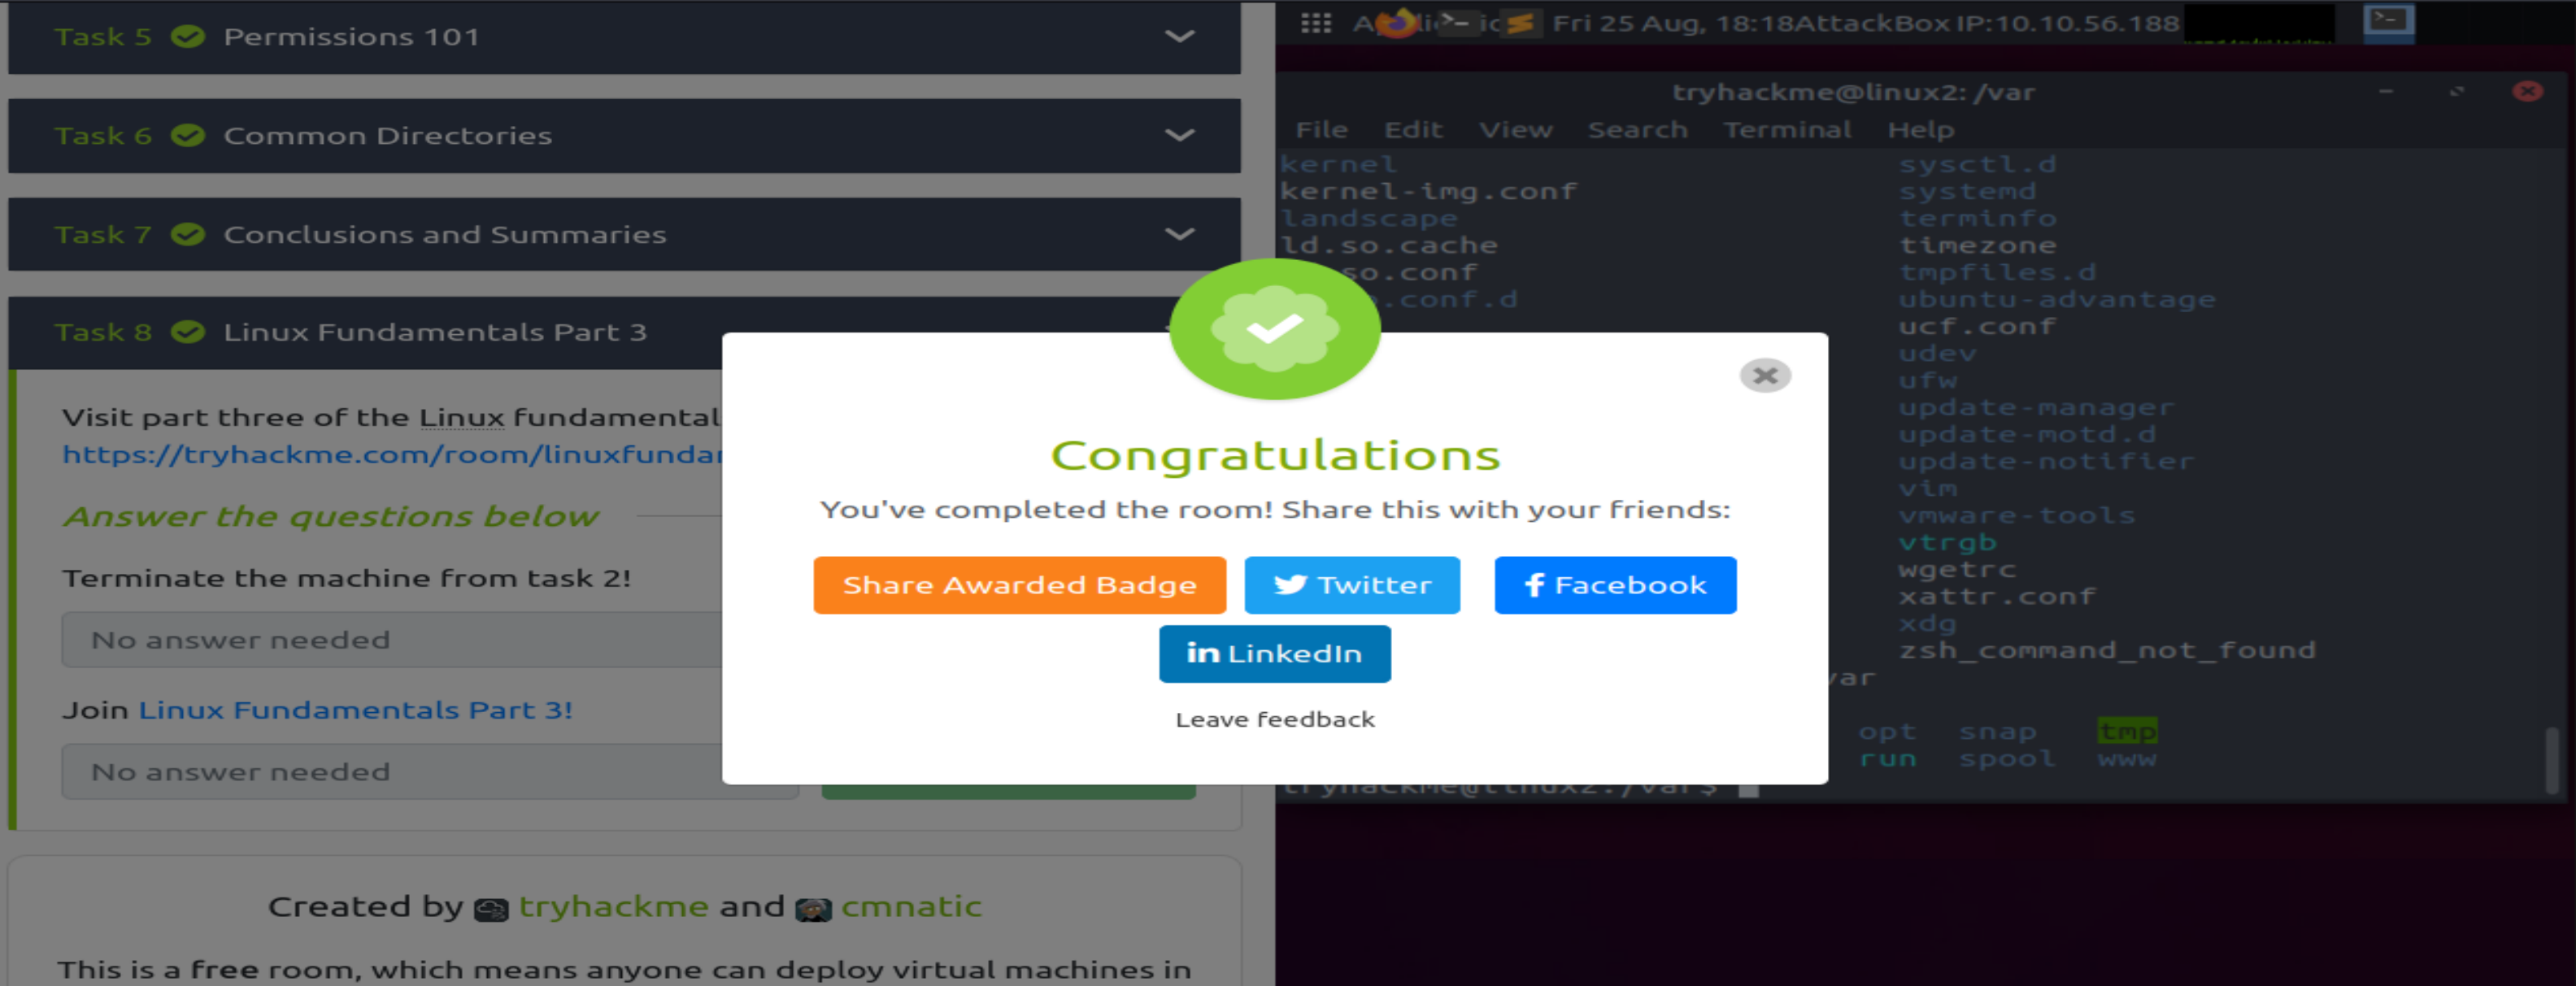 Task 5 Permissions 101
Task 6 Common Directories
Task 7 Conclusions and Summaries
Task 8 Linux Fundamentals Part 3
Visit part three of the Linux fundamental
https://tryhackme.com/room/linuxfundar
Answer the questions below
Terminate the machine from task 2!
No answer needed
Join Linux Fundamentals Part 3!
No answer needed
Created by tryhackme and cmnatic
This is a free room, which means anyone can deploy virtual machines in
Congratulations
You've completed the room! Share this with your friends:
Share Awarded Badge Twitter Facebook
in LinkedIn
Leave feedback
Fri 25 Aug, 18:18 AttackBox IP:10.10.56.188
tryhackme@linux2: /var
File Edit View Search Terminal Help
kernel sysctl.d
kernel-img.conf systemd
landscape terminfo
ld.so.cache timezone
so.conf tmpfiles.d
.conf.d ubuntu-advantage
ucf.conf
udev
ufw
update-manager
update-motd.d
update-notifier
vim
vmware-tools
vtrgb
wgetrc
xattr.conf
xdg
zsh_command_not_found
var
opt snap tmp
run spool www
tryhackme@linux2:/var$